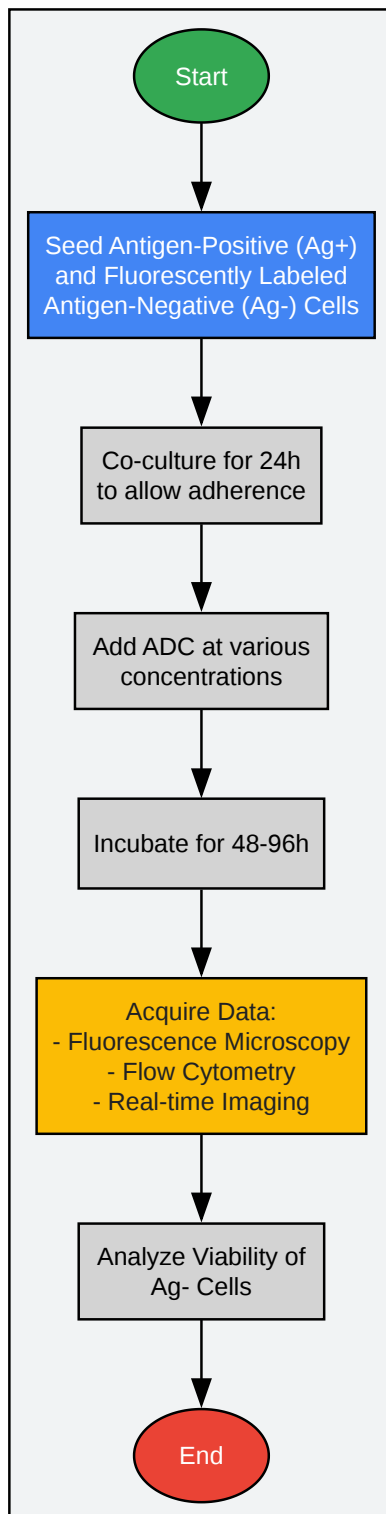 Start
Seed Antigen-Positive (Ag+)
and Fluorescently Labeled
Antigen-Negative (Ag-) Cells
Co-culture for 24h
to allow adherence
Add ADC at various
concentrations
Incubate for 48-96h
Acquire Data:
- Fluorescence Microscopy
- Flow Cytometry
- Real-time Imaging
Analyze Viability of
Ag- Cells
End